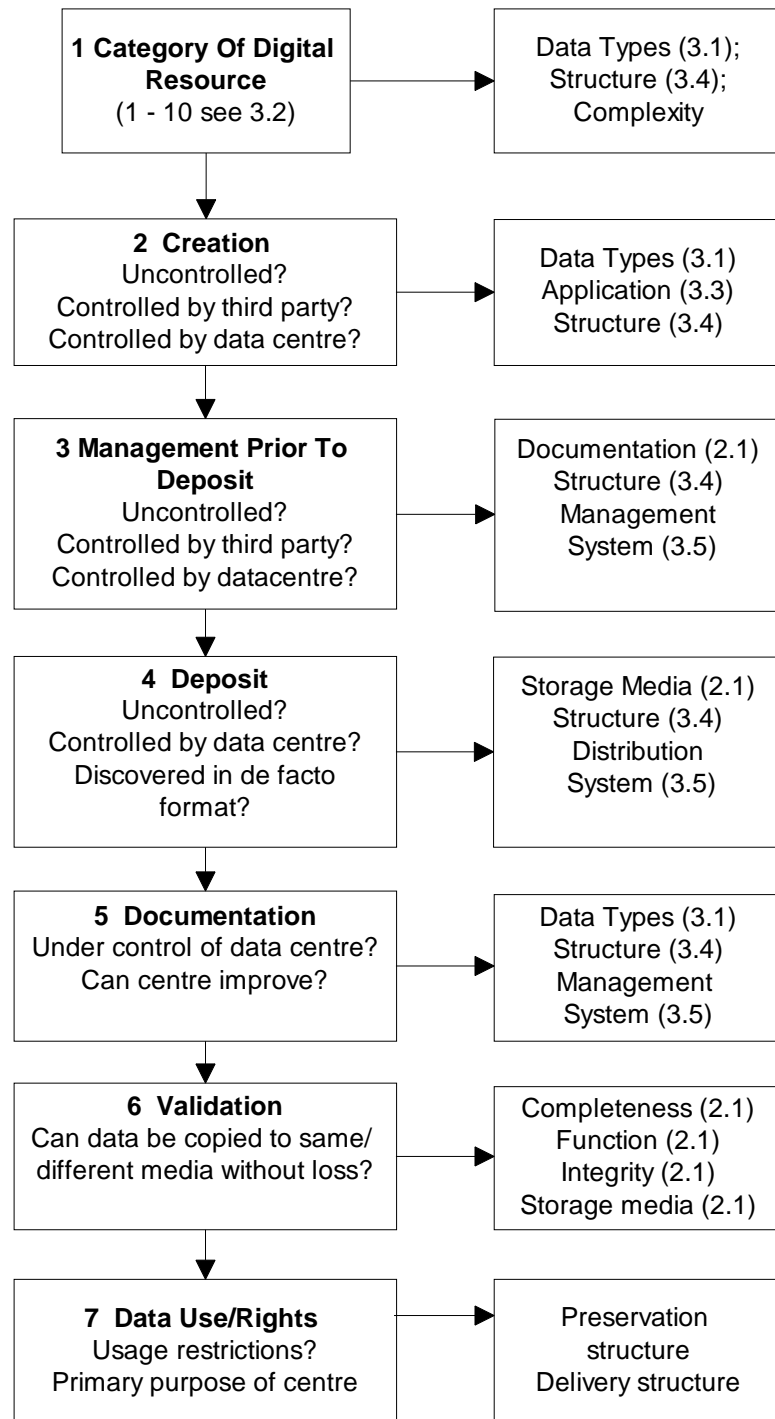 1 Category Of Digital
Resource
(1 - 10 see 3.2)
Data Types (3.1);
Structure (3.4);
Complexity
2 Creation
Uncontrolled?
Controlled by third party?
Controlled by data centre?
Data Types (3.1)
Application (3.3)
Structure (3.4)
3 Management Prior To
Deposit
Uncontrolled?
Controlled by third party?
Controlled by datacentre?
Documentation (2.1)
Structure (3.4)
Management
System (3.5)
4 Deposit
Uncontrolled?
Controlled by data centre?
Discovered in de facto
format?
Storage Media (2.1)
Structure (3.4)
Distribution
System (3.5)
5 Documentation
Under control of data centre?
Can centre improve?
Data Types (3.1)
Structure (3.4)
Management
System (3.5)
6 Validation
Can data be copied to same/
different media without loss?
Completeness (2.1)
Function (2.1)
Integrity (2.1)
Storage media (2.1)
7 Data Use/Rights
Usage restrictions?
Primary purpose of centre
Preservation
structure
Delivery structure